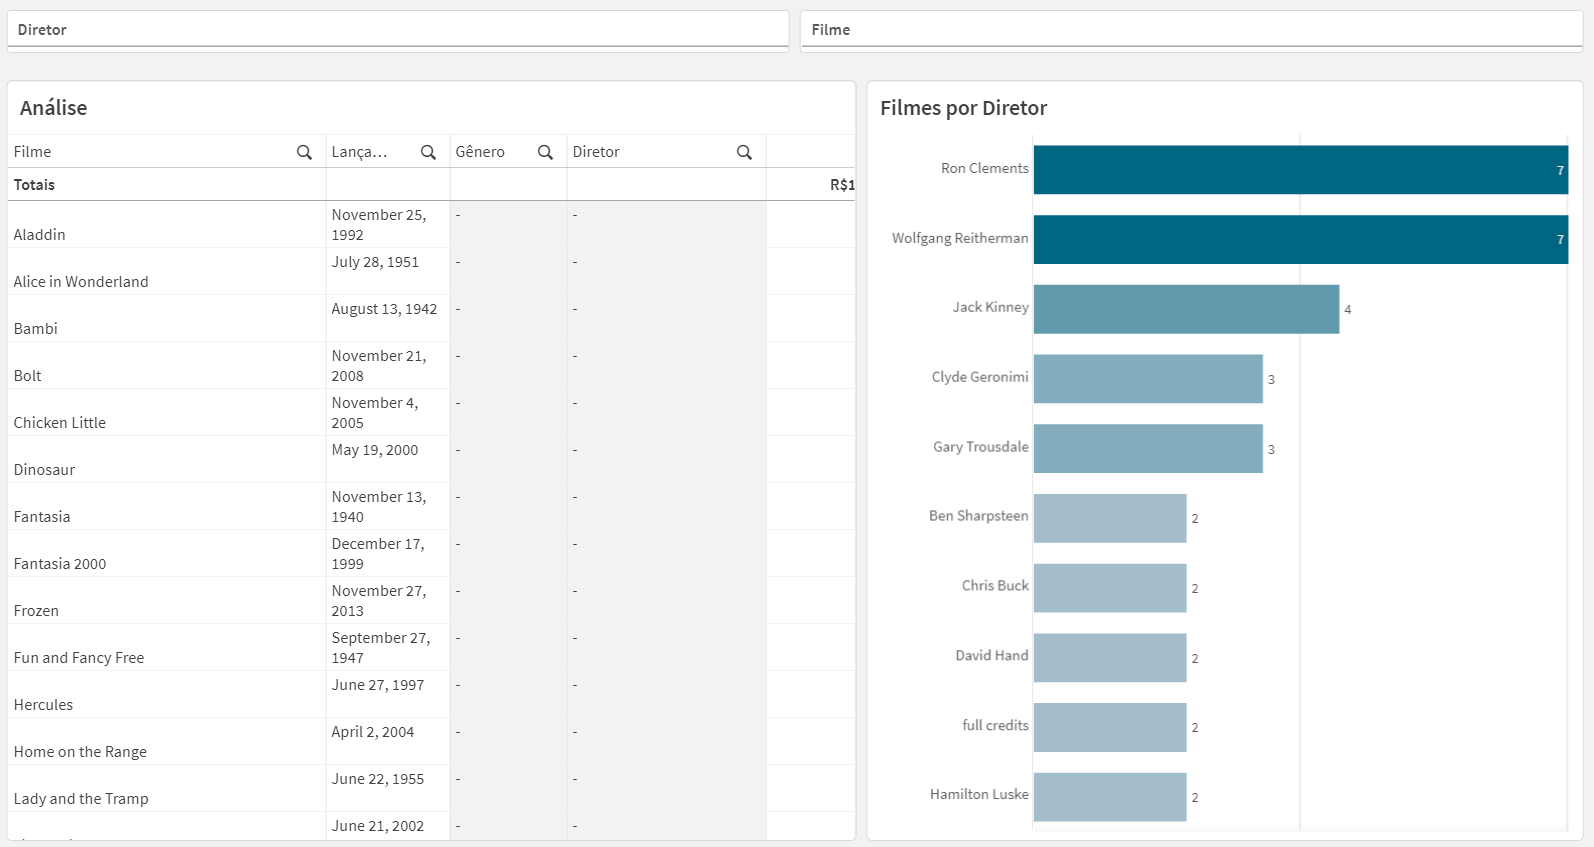 Diretor
Filme
Análise
Filme
Lança...
Gênero
Diretor
Totais
R$1
Aladdin
November 25,
1992
-
-
Alice in Wonderland
July 28, 1951
-
-
Bambi
August 13, 1942
-
-
Bolt
November 21,
2008
-
-
Chicken Little
November 4,
2005
-
-
Dinosaur
May 19, 2000
-
-
Fantasia
November 13,
1940
-
-
Fantasia 2000
December 17,
1999
-
-
Frozen
November 27,
2013
-
-
Fun and Fancy Free
September 27,
1947
-
-
Hercules
June 27, 1997
-
-
Home on the Range
April 2, 2004
-
-
Lady and the Tramp
June 22, 1955
-
-
June 21, 2002
-
-
Filmes por Diretor
Ron Clements
7
Wolfgang Reitherman
7
Jack Kinney
4
Clyde Geronimi
3
Gary Trousdale
3
Ben Sharpsteen
2
Chris Buck
2
David Hand
2
full credits
2
Hamilton Luske
2